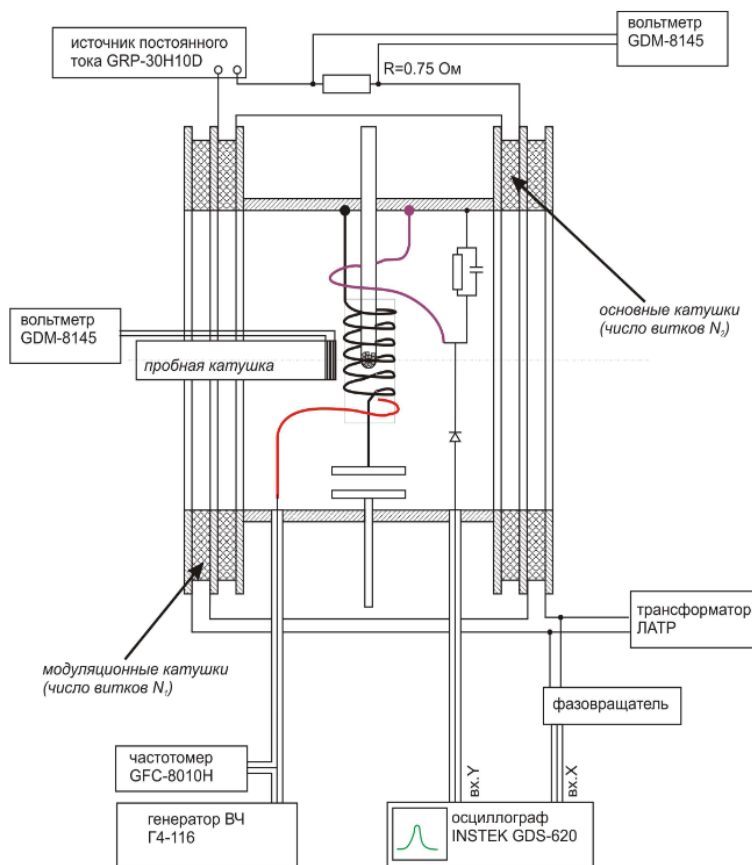 источник постоянного
тока GRP-30H10D
вольтметр
GDM-8145
R=0.75 Ом
основные катушки
(число витков N₂)
вольтметр
GDM-8145
пробная катушка
модуляционные катушки
(число витков N₁)
трансформатор
ЛАТР
фазовращатель
частотомер
GFC-8010H
вх.Y
вх.X
генератор ВЧ
Г4-116
осциллограф
INSTEK GDS-620